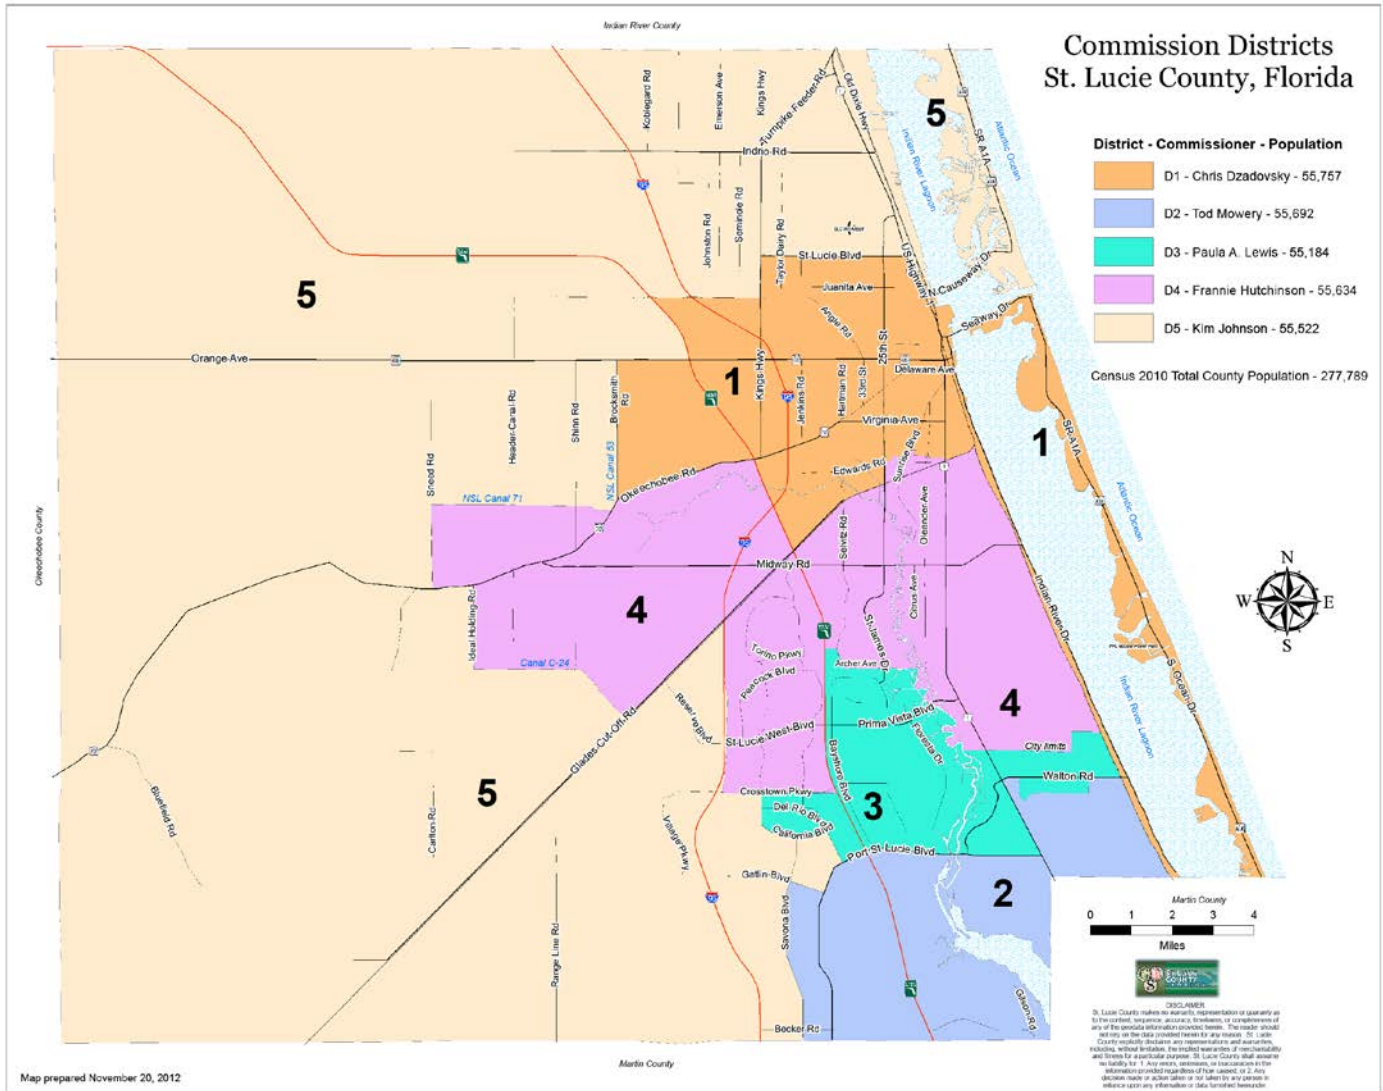 Indian River County
Commission Districts
St. Lucie County, Florida
District - Commissioner - Population
D1 - Chris Dzadovsky - 55,757
D2 - Tod Mowery - 55,692
D3 - Paula A. Lewis - 55,184
D4 - Frannie Hutchinson - 55,634
D5 - Kim Johnson - 55,522
Census 2010 Total County Population - 277,789
5
Koblegard Rd
Emerson Ave
Kings Hwy
Turnpike Feeder Rd
Old Dixie Hwy
Indrio Rd
Indian River Lagoon
SR A1A
Atlantic Ocean
Johnston Rd
Seminole Rd
Taylor Dairy Rd
St Lucie Blvd
US Highway 1
N Causeway Dr
Juanita Ave
5
Angle Rd
25th St
Seaway Dr
Orange Ave
Delaware Ave
1
Kings Hwy
Jenkins Rd
Hartman Rd
33rd St
Brocksmith
Rd
Header Canal Rd
Shinn Rd
Virginia Ave
1
SR A1A
Sneed Rd
NSL Canal 53
Okeechobee Rd
Edwards Rd
Sunrise Blvd
NSL Canal 71
Oleander Ave
Selvitz Rd
Atlantic Ocean
Okeechobee County
Midway Rd
4
Ideal Holding Rd
Citrus Ave
Indian River Dr
St James Dr
N
W
E
S
Canal C-24
Torino Pkwy
Peacock Blvd
Archer Ave
S Ocean Dr
Indian River Lagoon
Reserve Blvd
4
Glades Cut Off Rd
St Lucie West Blvd
Prima Vista Blvd
Floresta Dr
City limits
Bayshore Blvd
Walton Rd
5
Bluefield Rd
Carlton Rd
Crosstown Pkwy
Del Rio Blvd
California Blvd
3
Village Pkwy
Port St Lucie Blvd
Gatlin Blvd
2
Savona Blvd
Range Line Rd
Gilson Rd
Becker Rd
Martin County
0 1 2 3 4
Miles
DISCLAIMER
Martin County
Map prepared November 20, 2012